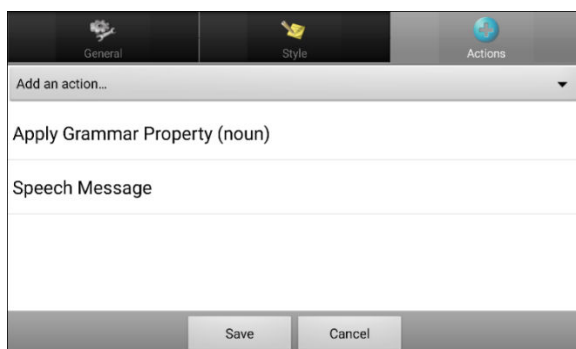 General
Style
Actions
Add an action...
Apply Grammar Property (noun)
Speech Message
Save
Cancel